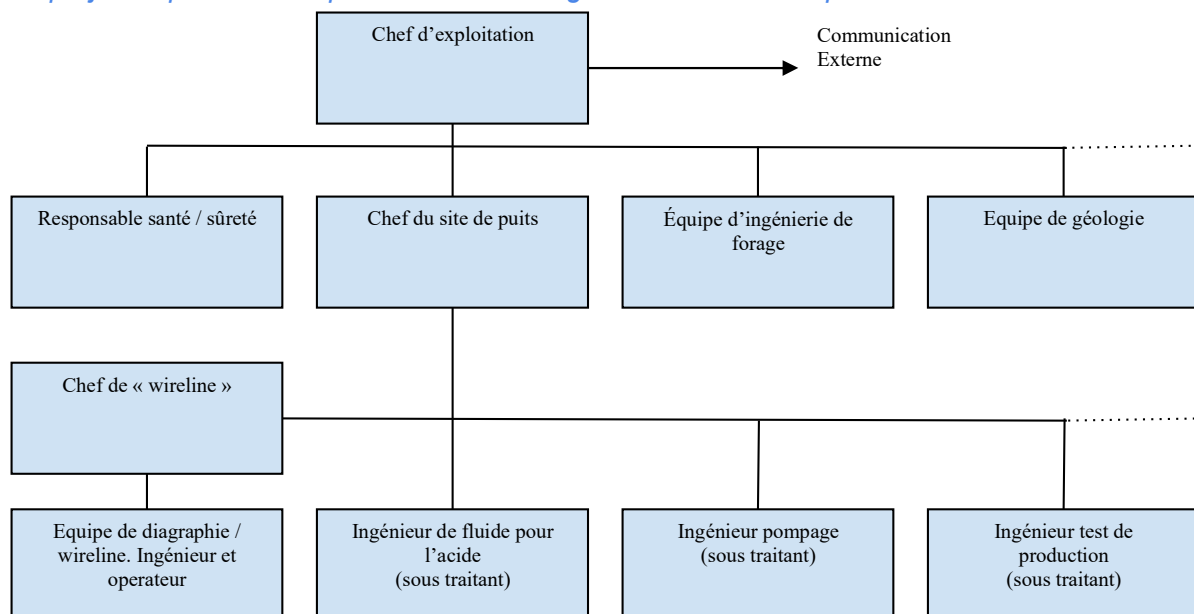 Chef d’exploitation
Communication
Externe
Responsable santé / sûreté
Chef du site de puits
Équipe d’ingénierie de
forage
Equipe de géologie
Chef de « wireline »
Equipe de diagraphie /
wireline. Ingénieur et
operateur
Ingénieur de fluide pour
l’acide
(sous traitant)
Ingénieur pompage
(sous traitant)
Ingénieur test de
production
(sous traitant)